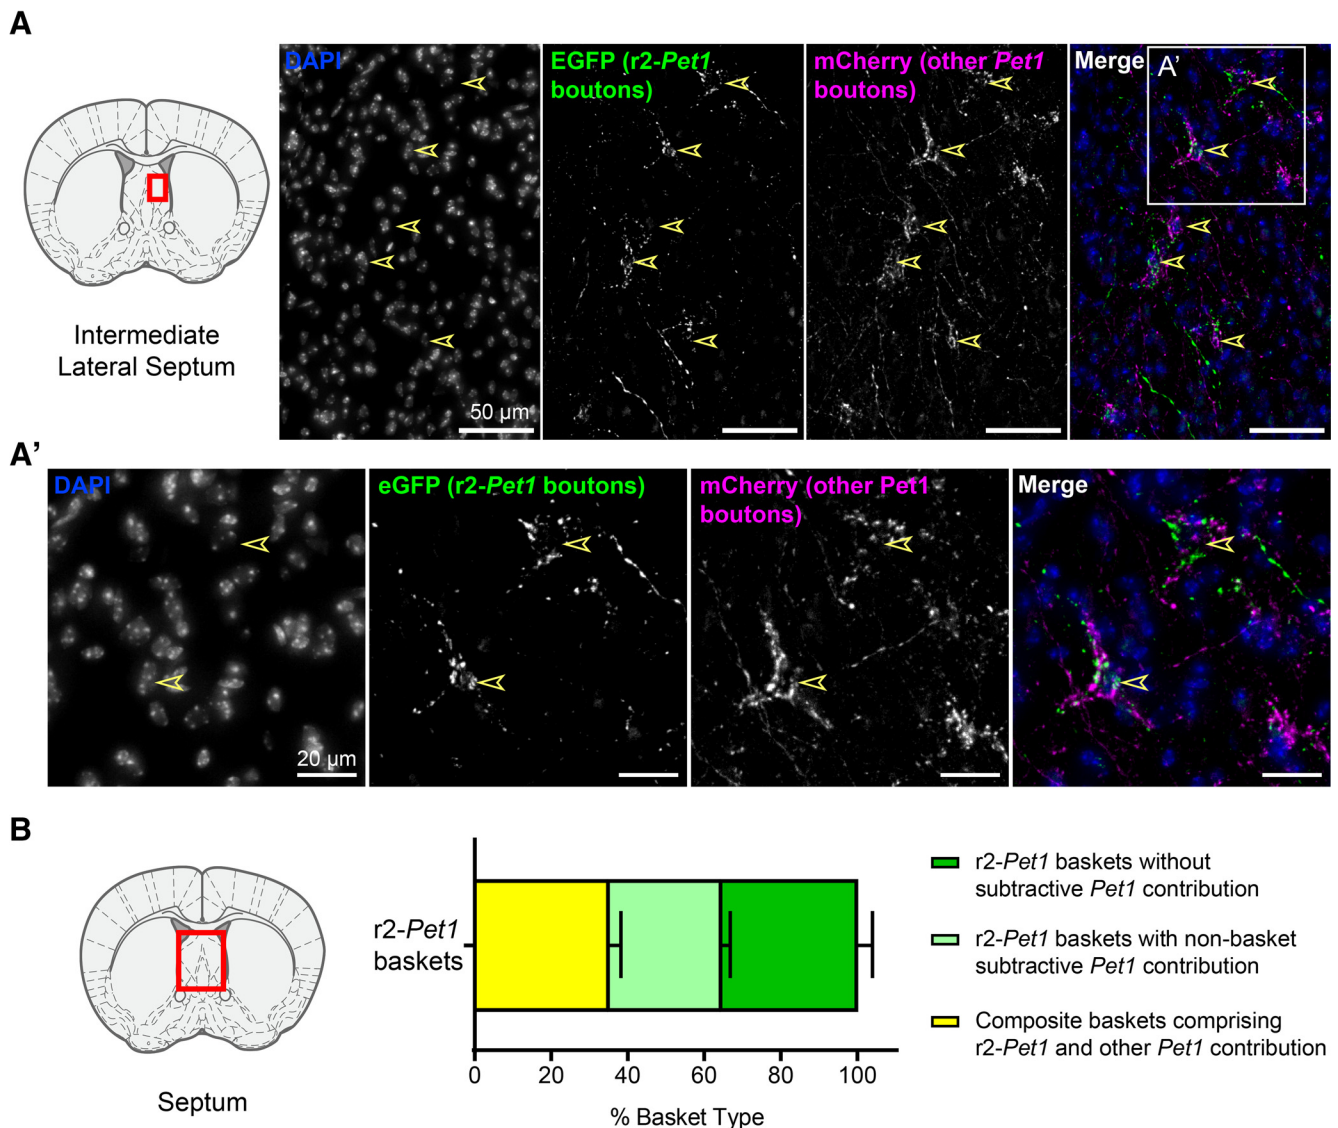 A
DAPI
EGFP (r2-Pet1
boutons)
mCherry (other Pet1
boutons)
Merge
A'
50 µm
Intermediate
Lateral Septum
A’
DAPI
eGFP (r2-Pet1 boutons)
mCherry (other Pet1
boutons)
Merge
20 µm
B
Septum
r2-Pet1
baskets
0 20 40 60 80 100
% Basket Type
r2-Pet1 baskets without
subtractive Pet1 contribution
r2-Pet1 baskets with non-basket
subtractive Pet1 contribution
Composite baskets comprising
r2-Pet1 and other Pet1 contribution